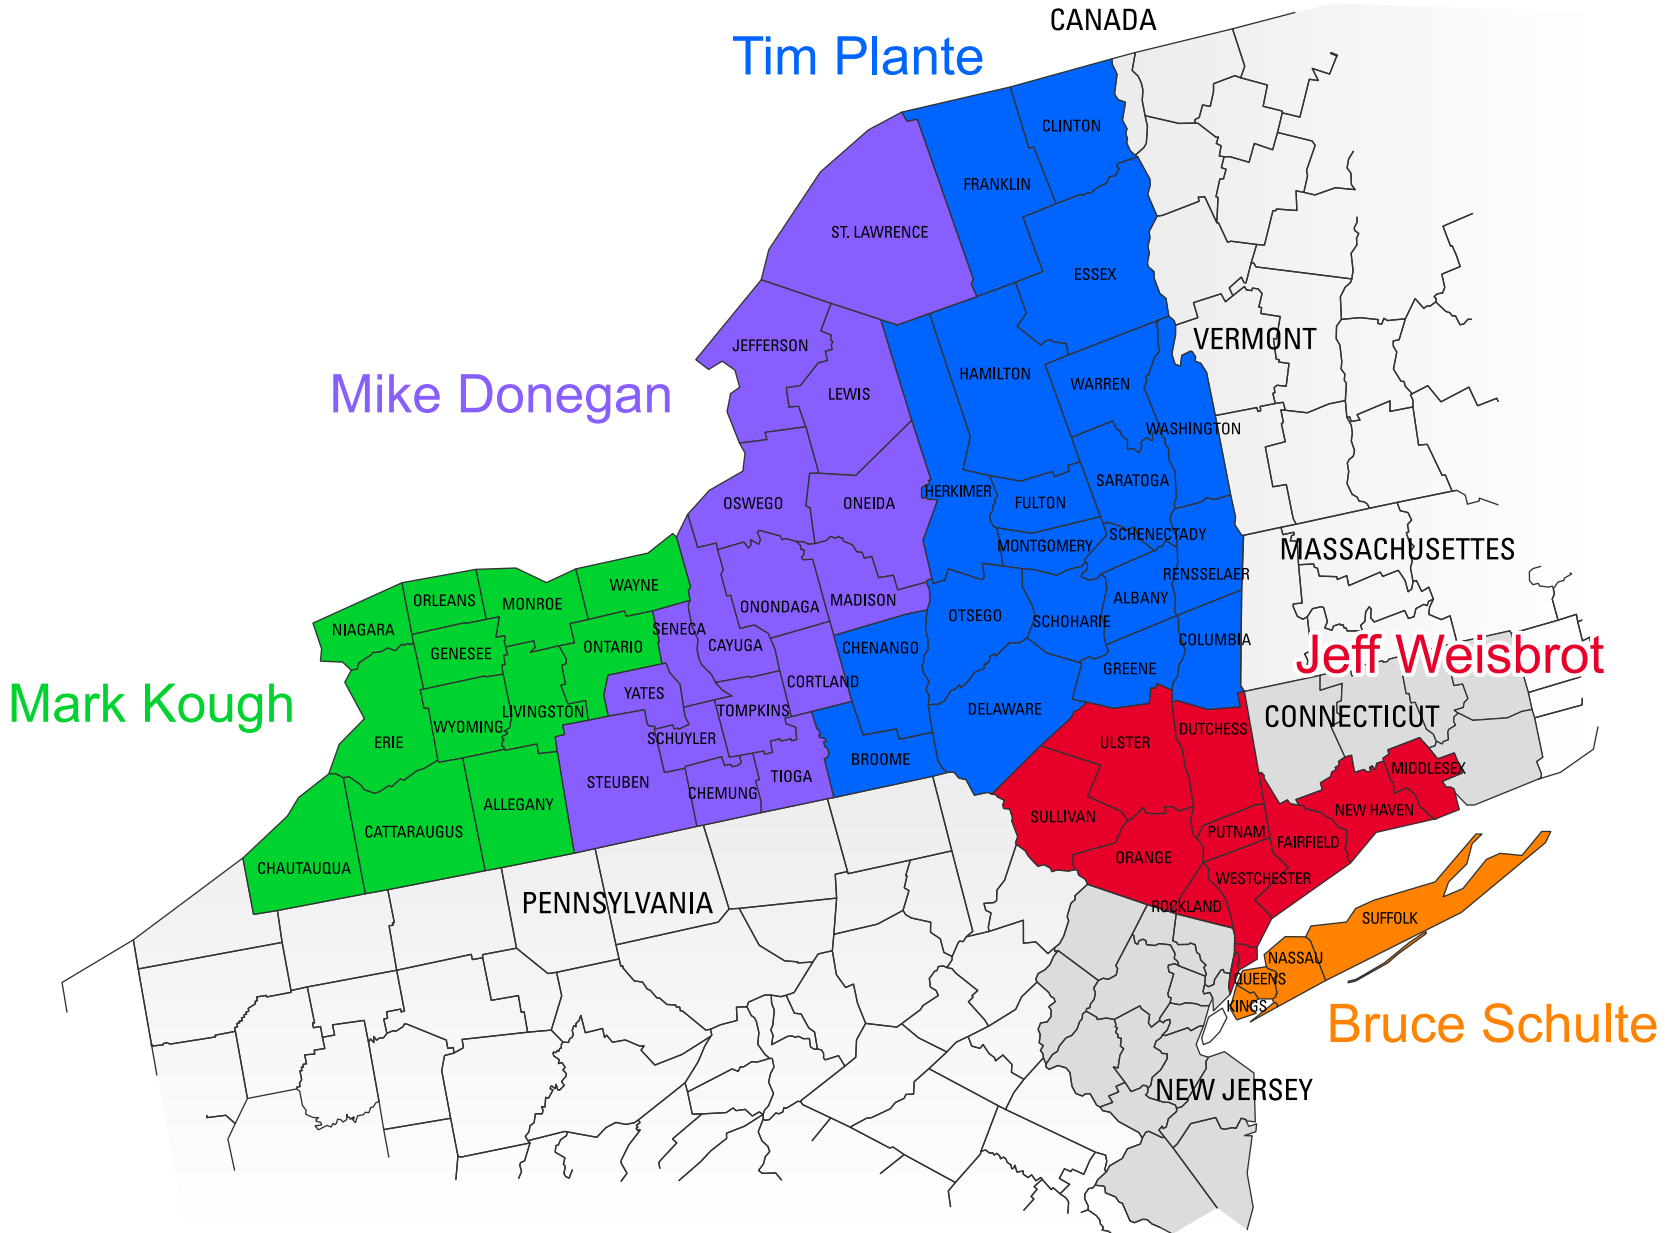 CANADA
Tim Plante
CLINTON
FRANKLIN
ST. LAWRENCE
ESSEX
VERMONT
JEFFERSON
HAMILTON
WARREN
Mike Donegan
LEWIS
WASHINGTON
SARATOGA
HERKIMER
OSWEGO
ONEIDA
FULTON
SCHENECTADY
MONTGOMERY
MASSACHUSETTES
RENSSELAER
WAYNE
ORLEANS
MONROE
ONONDAGA
MADISON
ALBANY
OTSEGO
SCHOHARIE
NIAGARA
SENECA
COLUMBIA
ONTARIO
CAYUGA
CHENANGO
GENESEE
Jeff Weisbrot
GREENE
CORTLAND
YATES
Mark Kough
LIVINGSTON
TOMPKINS
DELAWARE
CONNECTICUT
WYOMING
DUTCHESS
ERIE
SCHUYLER
ULSTER
BROOME
MIDDLESEX
STEUBEN
TIOGA
CHEMUNG
ALLEGANY
NEW HAVEN
SULLIVAN
CATTARAUGUS
PUTNAM
FAIRFIELD
ORANGE
CHAUTAUQUA
WESTCHESTER
PENNSYLVANIA
ROCKLAND
SUFFOLK
NASSAU
QUEENS
KINGS
Bruce Schulte
NEW JERSEY